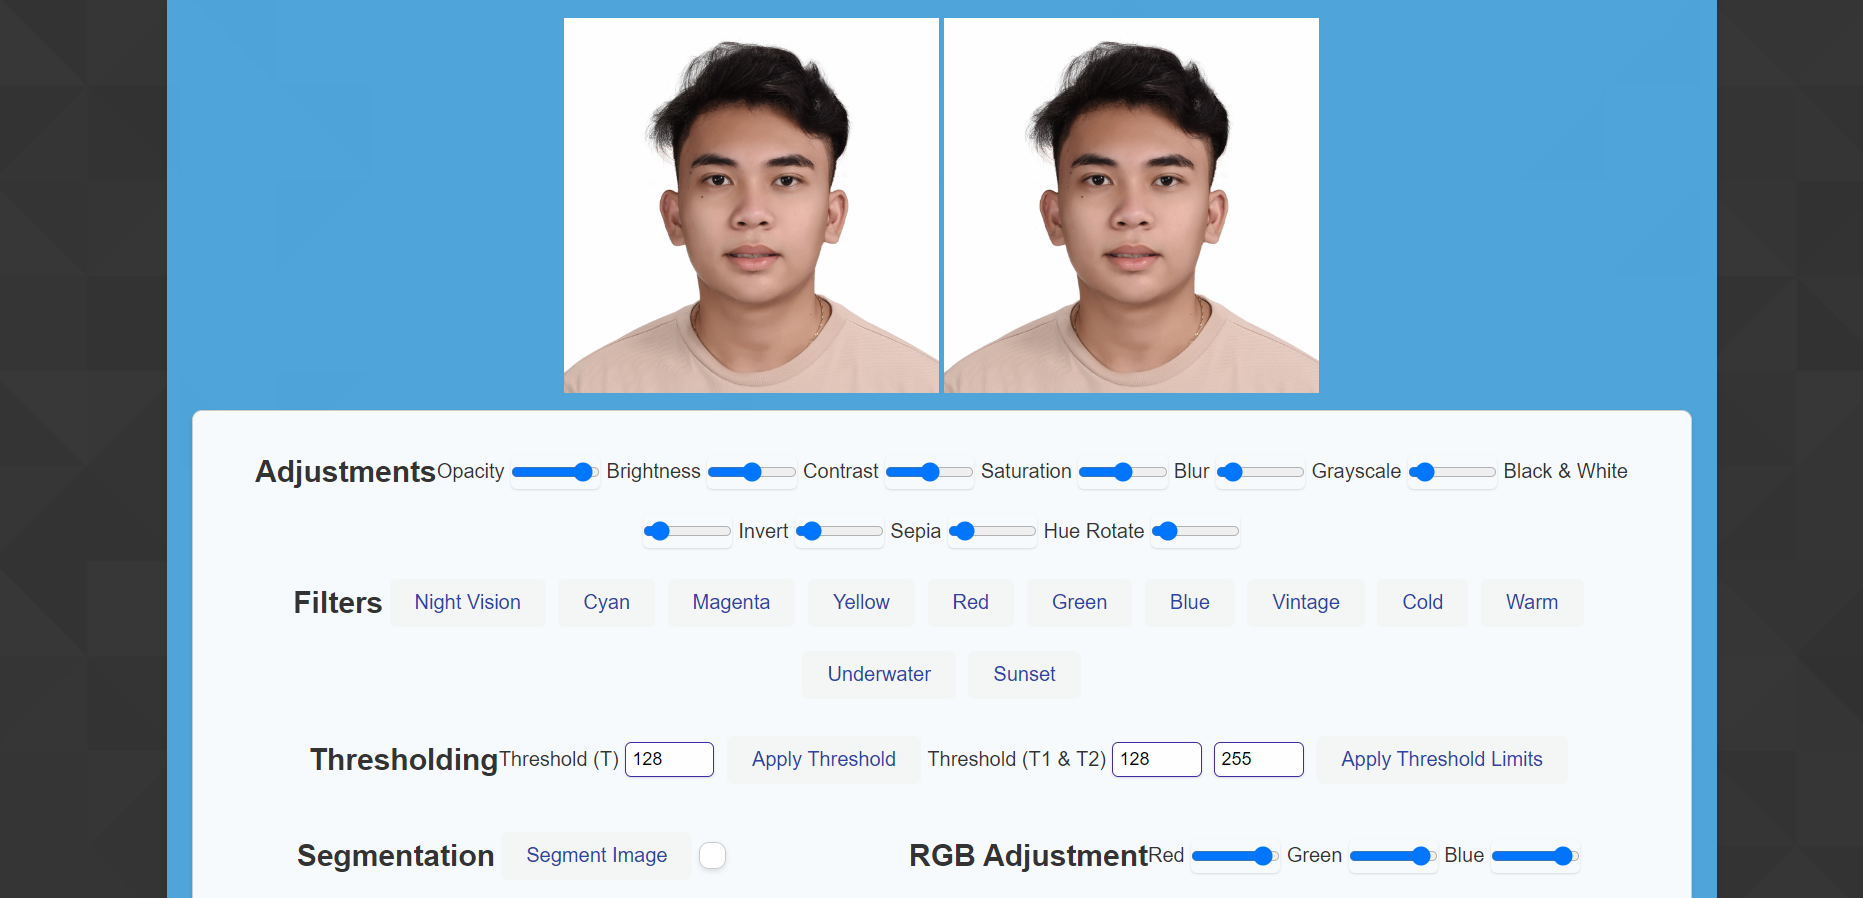 Adjustments Opacity Brightness Contrast Saturation Blur Grayscale Black & White
Invert Sepia Hue Rotate
Filters Night Vision Cyan Magenta Yellow Red Green Blue Vintage Cold Warm
Underwater Sunset
Thresholding Threshold (T) 128 Apply Threshold Threshold (T1 & T2) 128 255 Apply Threshold Limits
Segmentation Segment Image RGB Adjustment Red Green Blue